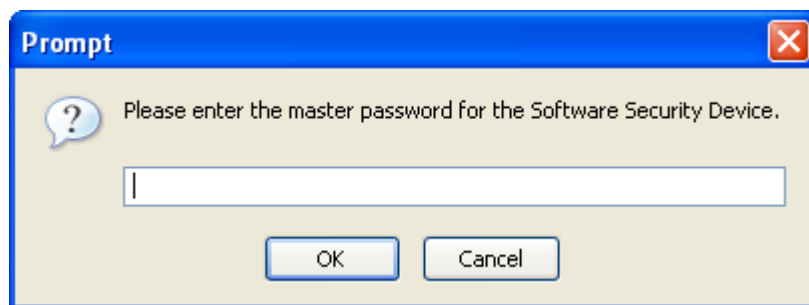 Prompt
Please enter the master password for the Software Security Device.
OK
Cancel